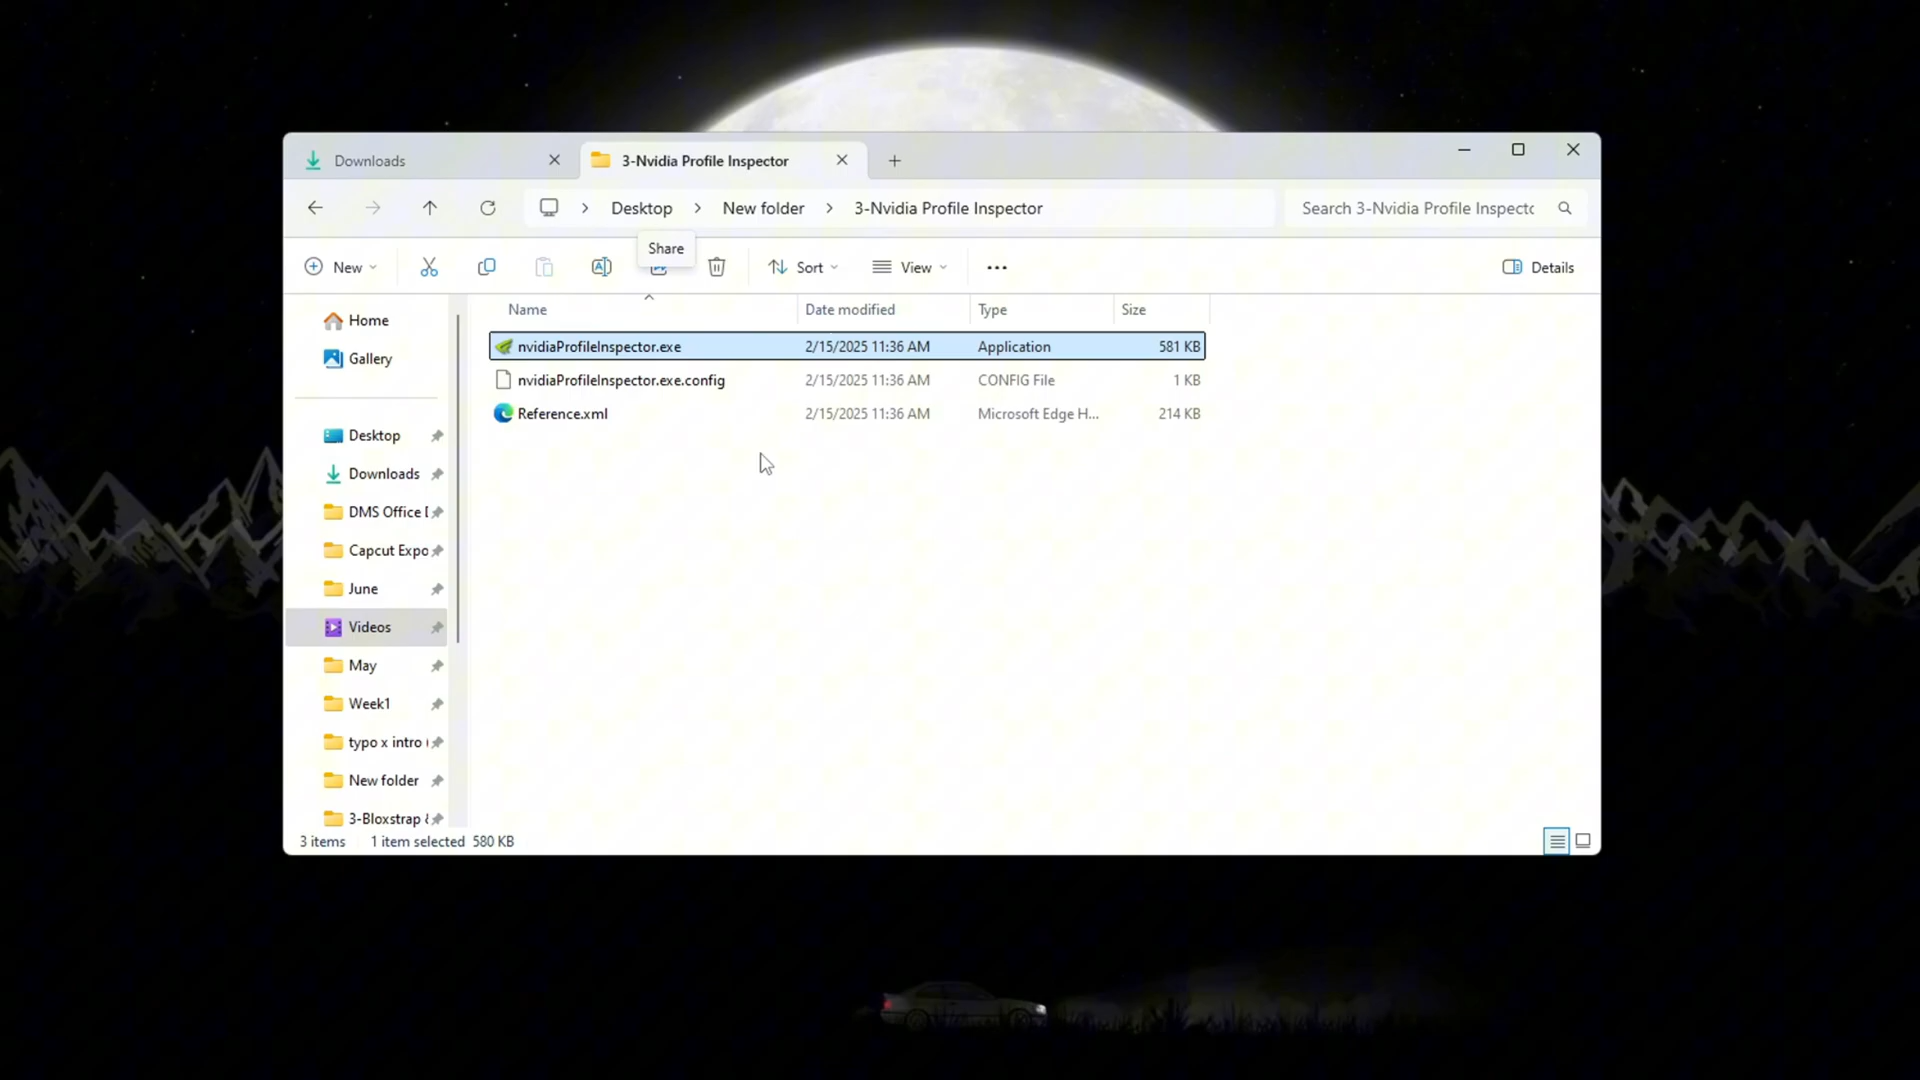 Downloads
3-Nvidia Profile Inspector
Desktop
New folder
3-Nvidia Profile Inspector
Search 3-Nvidia Profile Inspectc
Share
New
Sort
View
Details
Name
Date modified
Type
Size
nvidiaProfileInspector.exe
2/15/2025 11:36 AM
Application
581 KB
nvidiaProfileInspector.exe.config
2/15/2025 11:36 AM
CONFIG File
1 KB
Reference.xml
2/15/2025 11:36 AM
Microsoft Edge H...
214 KB
Home
Gallery
Desktop
Downloads
DMS Office
Capcut Expo
June
Videos
May
Week1
typo x intro
New folder
3-Bloxstrap
3 items
1 item selected 580 KB